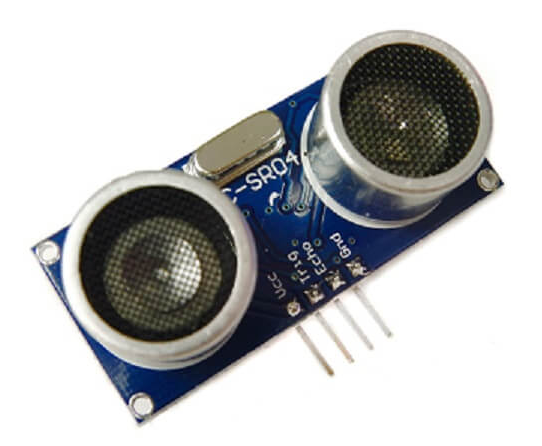 C-SR04
Vcc
Trig
Echo
Gnd